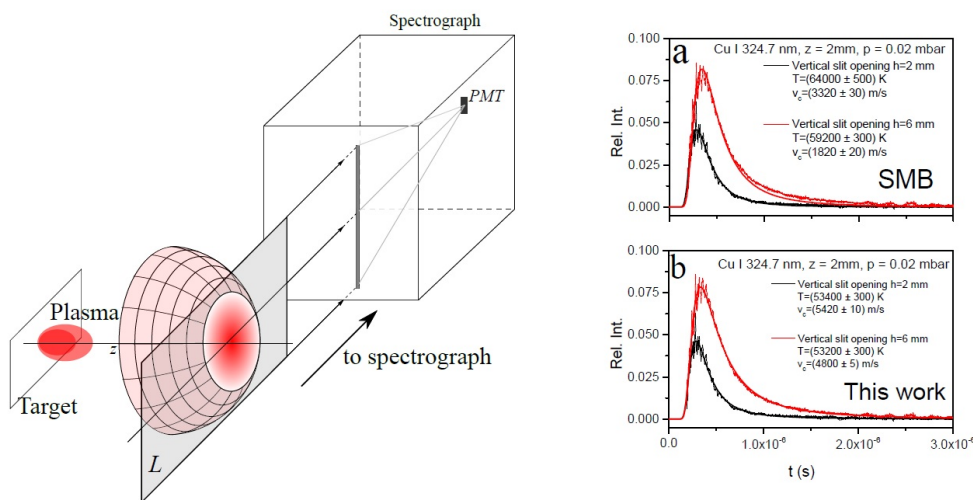 Spectrograph
PMT
Plasma
z
Target
L
to spectrograph
a
Cu I 324.7 nm, z = 2mm, p = 0.02 mbar
Vertical slit opening h=2 mm
T=(64000 ± 500) K
v_c=(3320 ± 30) m/s
Vertical slit opening h=6 mm
T=(59200 ± 300) K
v_c=(1820 ± 20) m/s
SMB
Rel. Int.
0.100
0.075
0.050
0.025
0.000
b
Cu I 324.7 nm, z = 2mm, p = 0.02 mbar
Vertical slit opening h=2 mm
T=(53400 ± 300) K
v_c=(5420 ± 10) m/s
Vertical slit opening h=6 mm
T=(53200 ± 300) K
v_c=(4800 ± 5) m/s
This work
Rel. Int.
0.100
0.075
0.050
0.025
0.000
0.0 1.0x10⁻⁶ 2.0x10⁻⁶ 3.0x10⁻⁶
t (s)